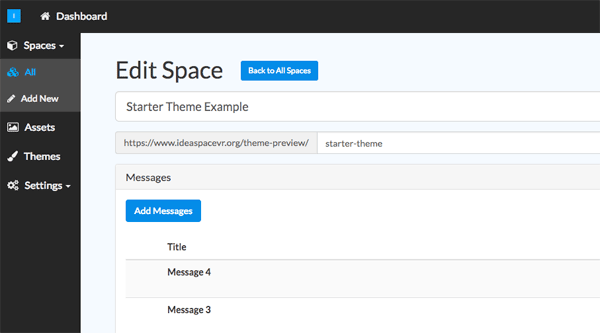 Dashboard
Spaces
All
Add New
Assets
Themes
Settings
Edit Space
Back to All Spaces
Starter Theme Example
https://www.ideaspacevr.org/theme-preview/ starter-theme
Messages
Add Messages
Title
Message 4
Message 3